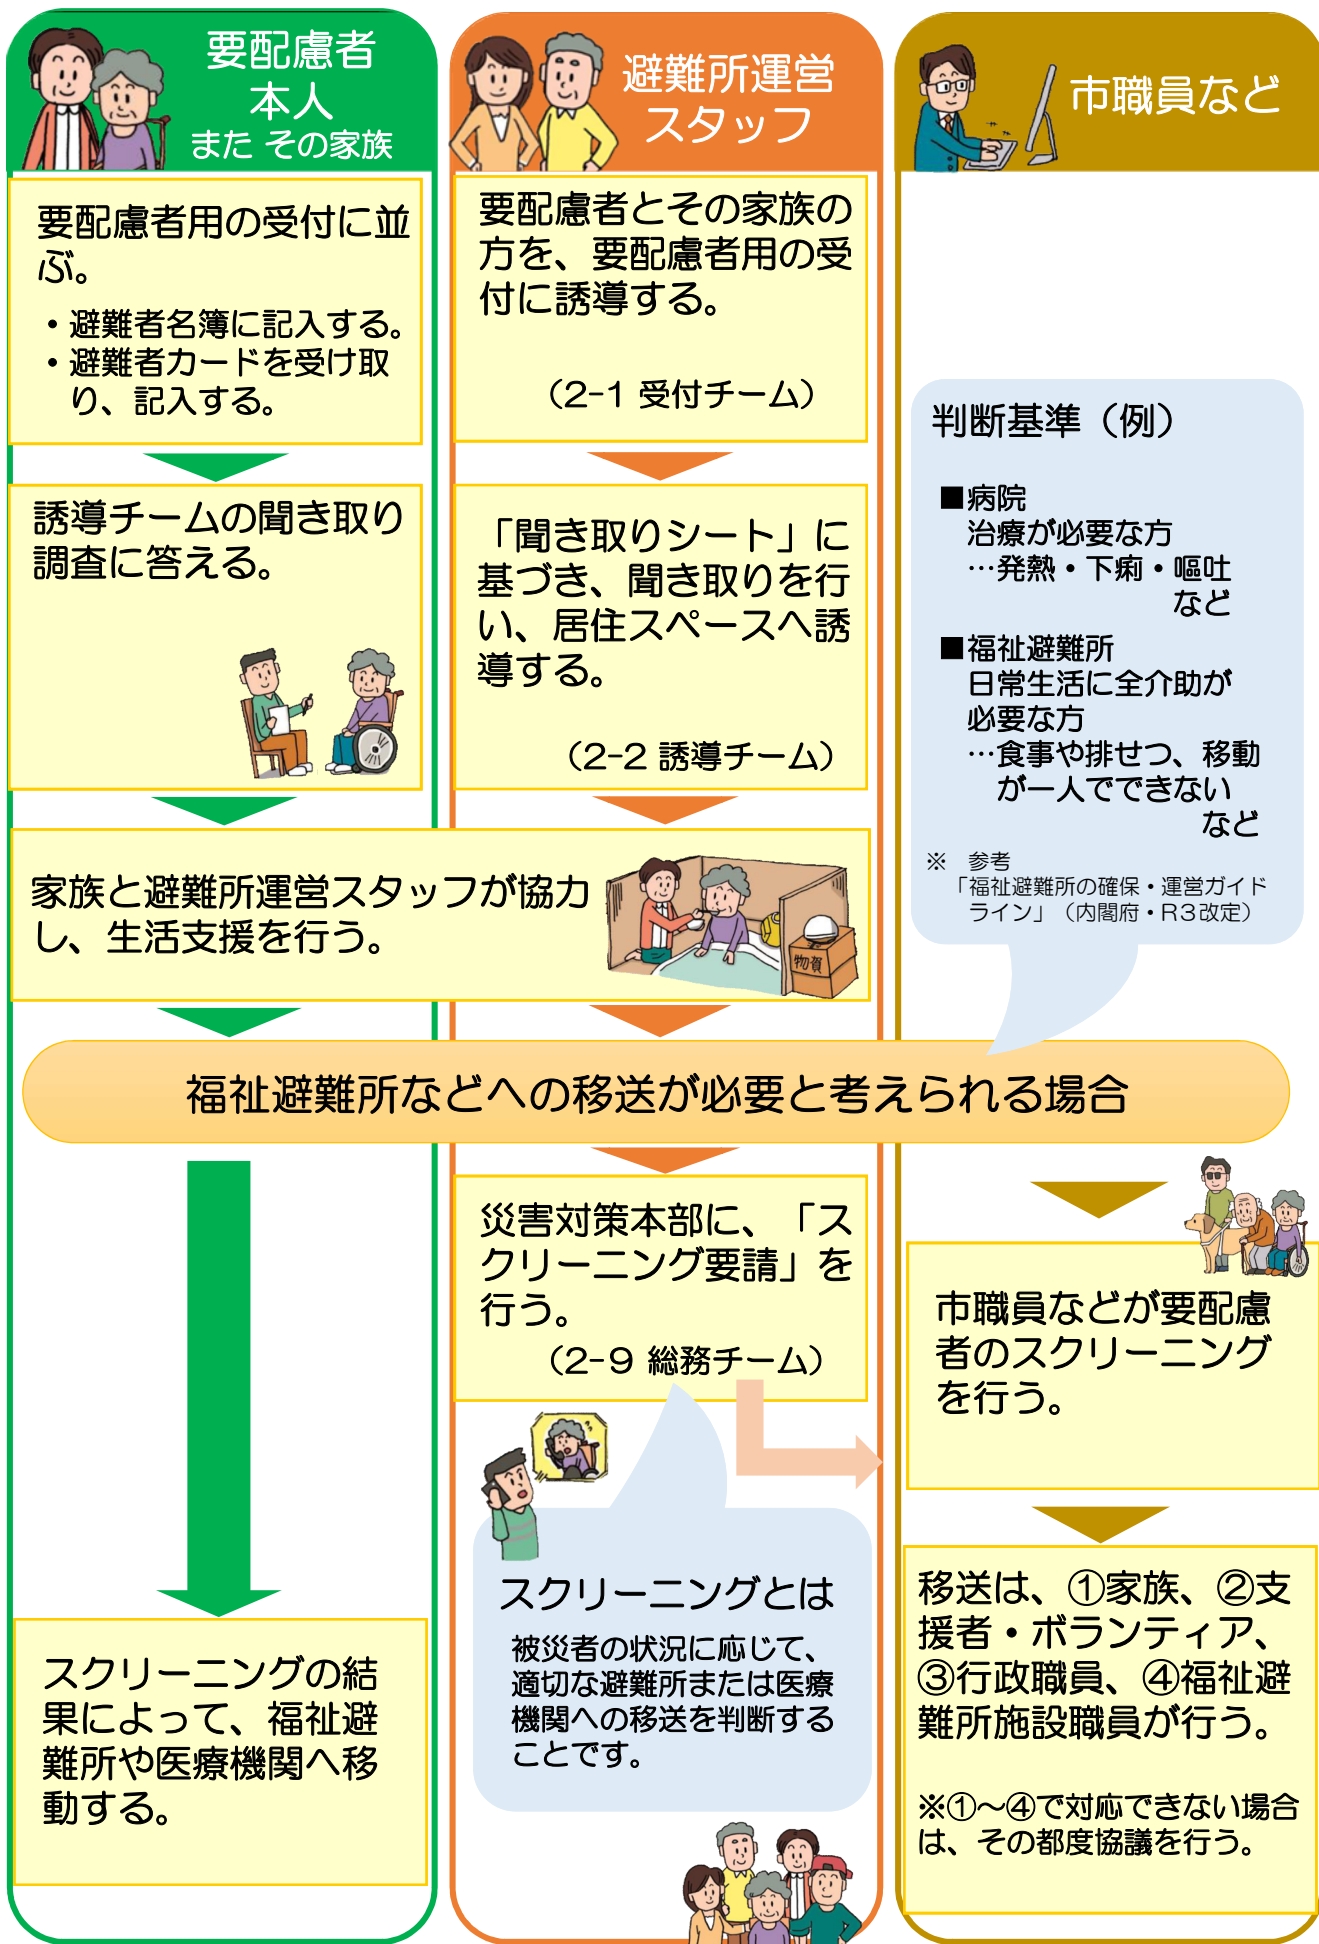 要配慮者
本人
また その家族
要配慮者用の受付に並
ぶ。
・避難者名簿に記入する。
・避難者カードを受け取
り、記入する。
誘導チームの聞き取り
調査に答える。
避難所運営
スタッフ
要配慮者とその家族の
方を、要配慮者用の受
付に誘導する。
（2-1 受付チーム）
「聞き取りシート」に
基づき、聞き取りを行
い、居住スペースへ誘
導する。
（2-2 誘導チーム）
市職員など
判断基準（例）
■病院
治療が必要な方
…発熱・下痢・嘔吐
など
■福祉避難所
日常生活に全介助が
必要な方
…食事や排せつ、移動
が一人でできない
など
※ 参考
「福祉避難所の確保・運営ガイド
ライン」（内閣府・R3改定）
家族と避難所運営スタッフが協力
し、生活支援を行う。
物資
福祉避難所などへの移送が必要と考えられる場合
災害対策本部に、「ス
クリーニング要請」を
行う。
（2-9 総務チーム）
スクリーニングとは
被災者の状況に応じて、
適切な避難所または医療
機関への移送を判断する
ことです。
市職員などが要配慮
者のスクリーニング
を行う。
移送は、①家族、②支
援者・ボランティア、
③行政職員、④福祉避
難所施設職員が行う。
※①～④で対応できない場合
は、その都度協議を行う。
スクリーニングの結
果によって、福祉避
難所や医療機関へ移
動する。